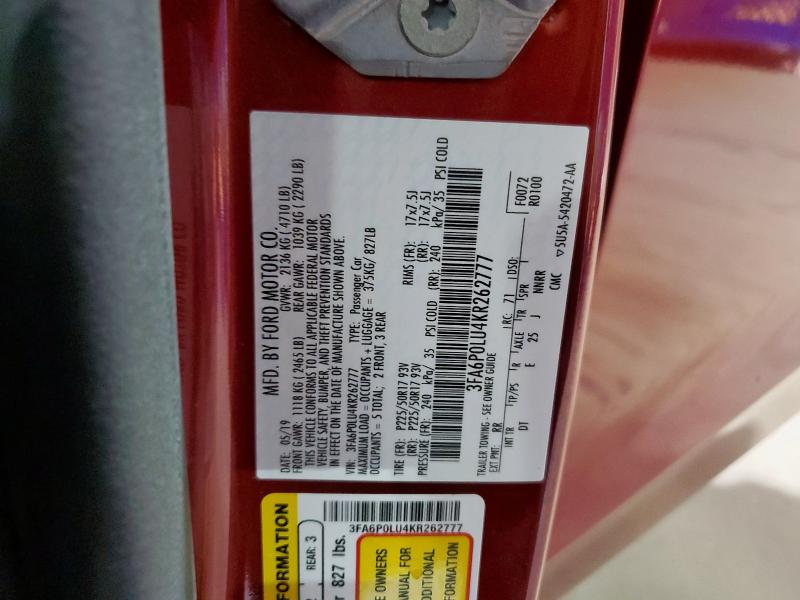 MFD. BY FORD MOTOR CO.
DATE: 05/19 GVWR: 2136 KG ( 4710 LB)
FRONT GAWR: 1118 KG ( 2465 LB) REAR GAWR: 1039 KG ( 2290 LB)
THIS VEHICLE CONFORMS TO ALL APPLICABLE FEDERAL MOTOR
VEHICLE SAFETY, BUMPER, AND THEFT PREVENTION STANDARDS
IN EFFECT ON THE DATE OF MANUFACTURE SHOWN ABOVE.
VIN: 3FA6P0LU4KR262777 TYPE: Passenger Car
MAXIMUM LOAD = OCCUPANTS + LUGGAGE = 375KG/ 827LB
OCCUPANTS = 5 TOTAL; 2 FRONT, 3 REAR
TIRE (FR): P225/50R17 93V RIMS (FR): 17x7.5J
(RR): P225/50R17 93V (RR): 17x7.5J
PRESSURE (FR): 240 kPa/ 35 PSI COLD (RR): 240 kPa/ 35 PSI COLD
3FA6P0LU4KR262777
TRAILER TOWING - SEE OWNER GUIDE
EXT PNT: RR RC: 71 DSO: F0072
R0100
INT TR TP/PS R AXLE TR SPR
DT E 25 J NNRR
CMC ▽5U5A-5420472-AA
FORMATION
REAR: 3
r 827 lbs.
3FA6P0LU4KR262777
E OWNERS
ANUAL FOR
DDITIONAL
FORMATION